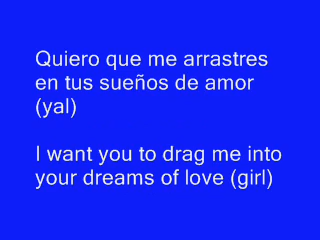 Quiero que me arrastres
en tus sueños de amor
(yal)
I want you to drag me into
your dreams of love (girl)